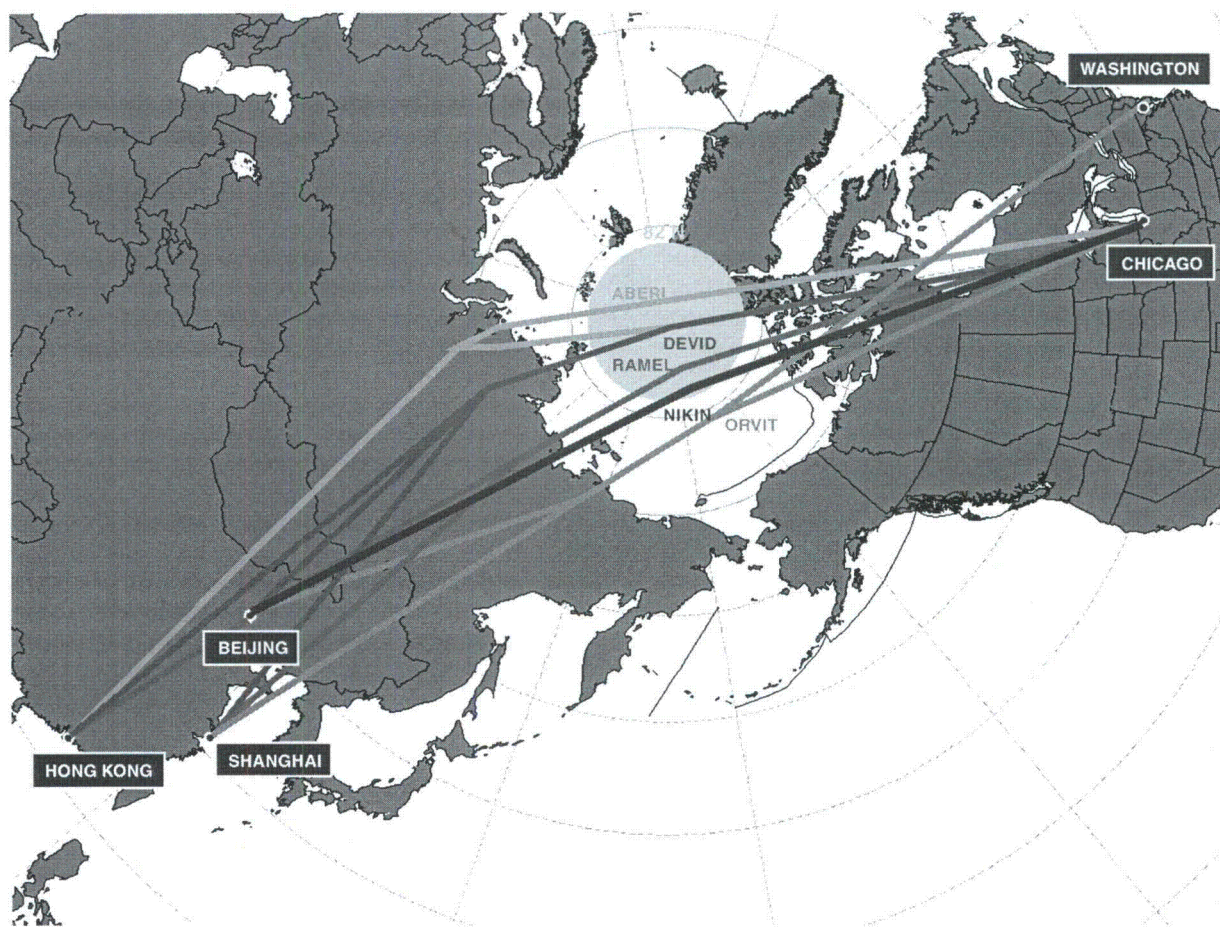 WASHINGTON
82 N
CHICAGO
ABERI
DEVID
RAMEL
NIKIN
ORVIT
BEIJING
SHANGHAI
HONG KONG